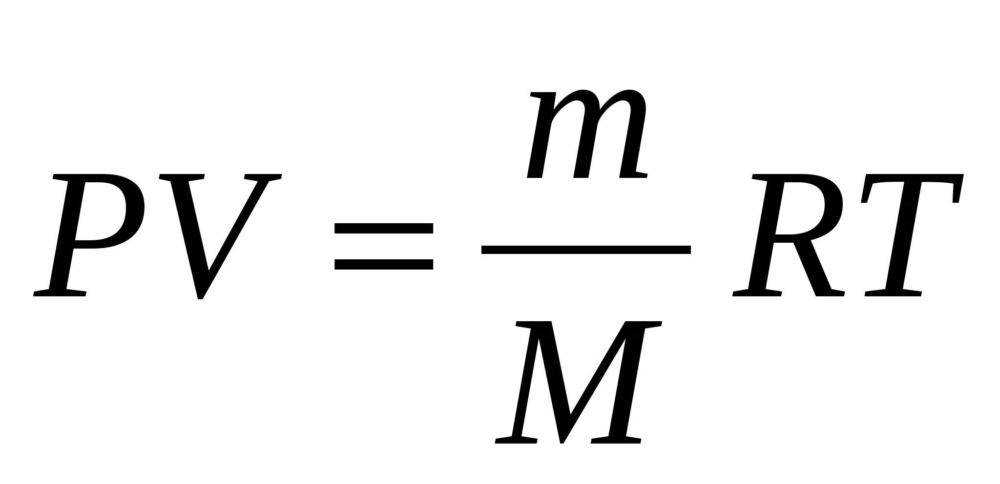 PV = m/M RT